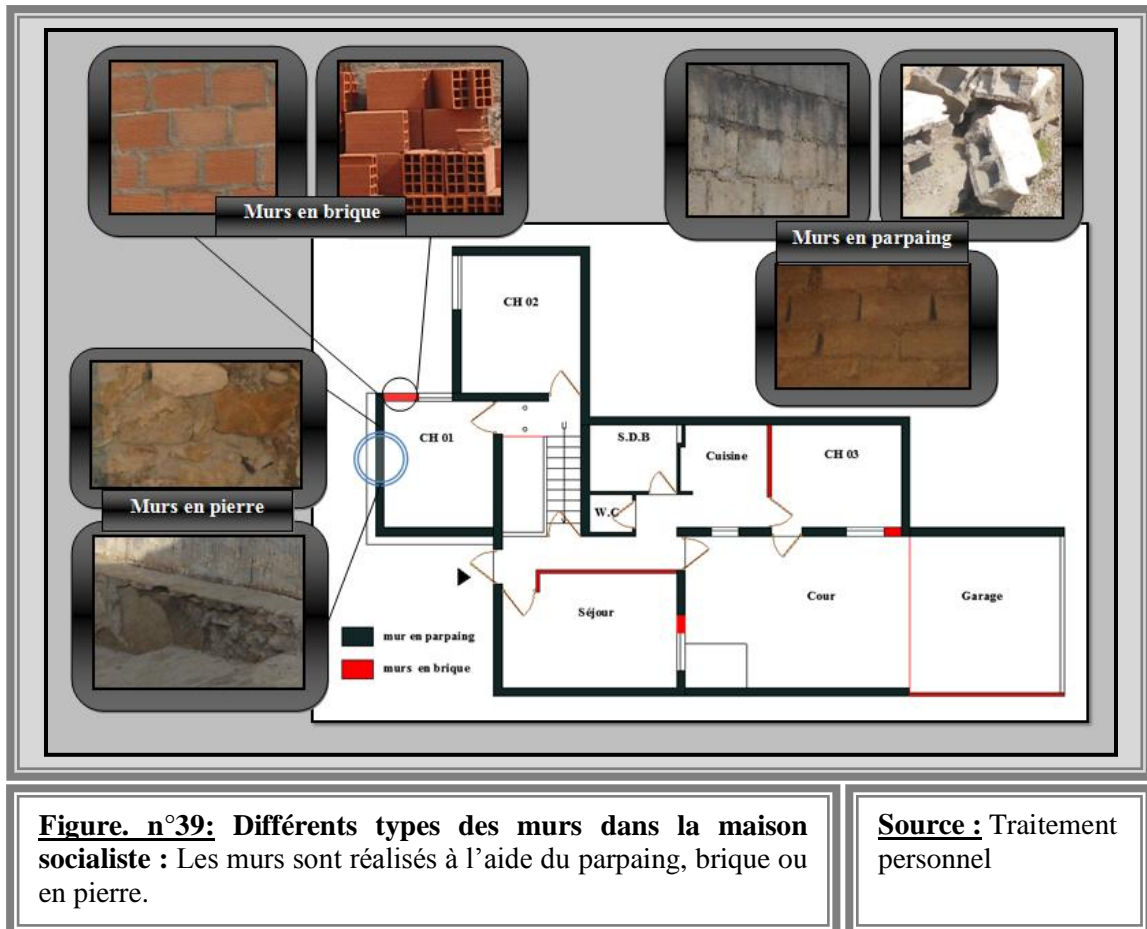 Murs en brique
Murs en parpaing
CH 02
Murs en pierre
CH 01
S.D.B
Cuisine
CH 03
W.C
Séjour
Cour
Garage
mur en parpaing
murs en brique
Figure. n°39: Différents types des murs dans la maison
socialiste : Les murs sont réalisés à l’aide du parpaing, brique ou
en pierre.
Source : Traitement
personnel